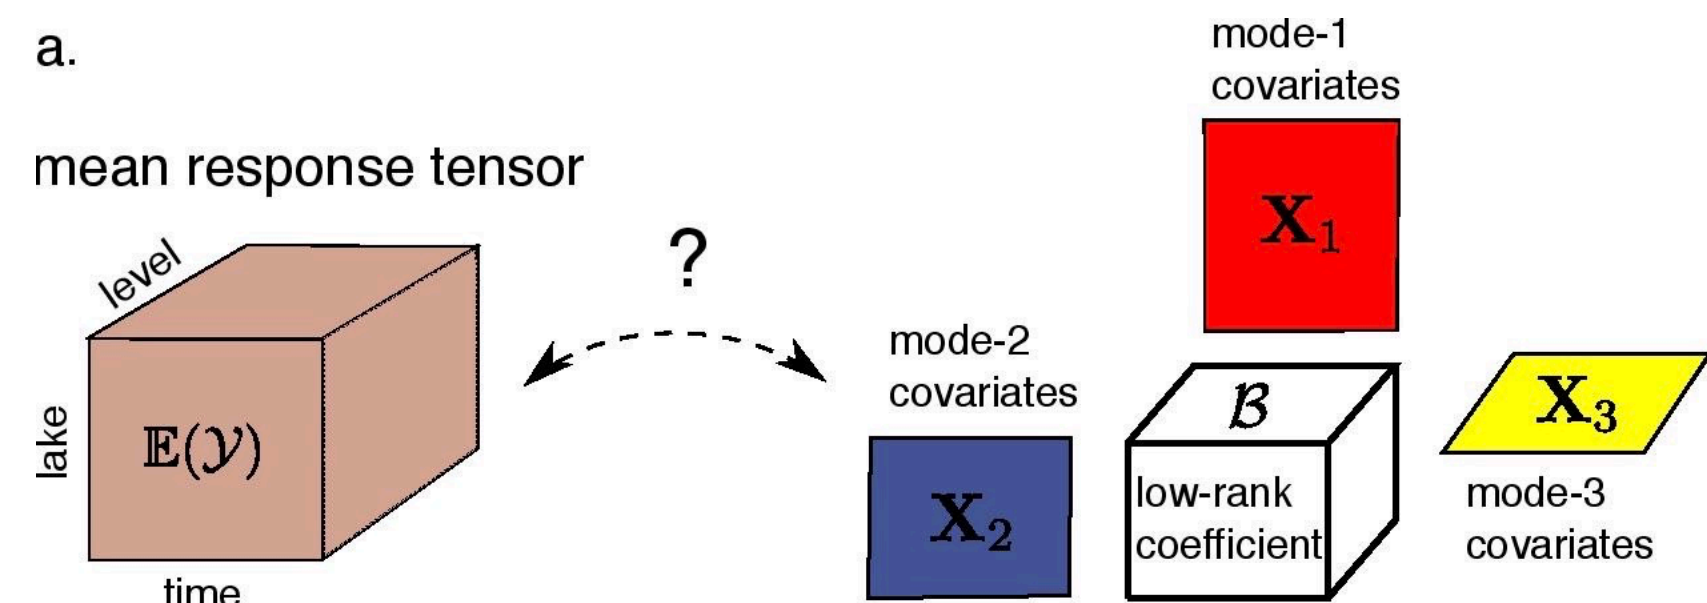 a.
mean response tensor
level
lake
𝔼(𝒴)
time
?
mode-1
covariates
X₁
mode-2
covariates
X₂
ℬ
low-rank
coefficient
X₃
mode-3
covariates